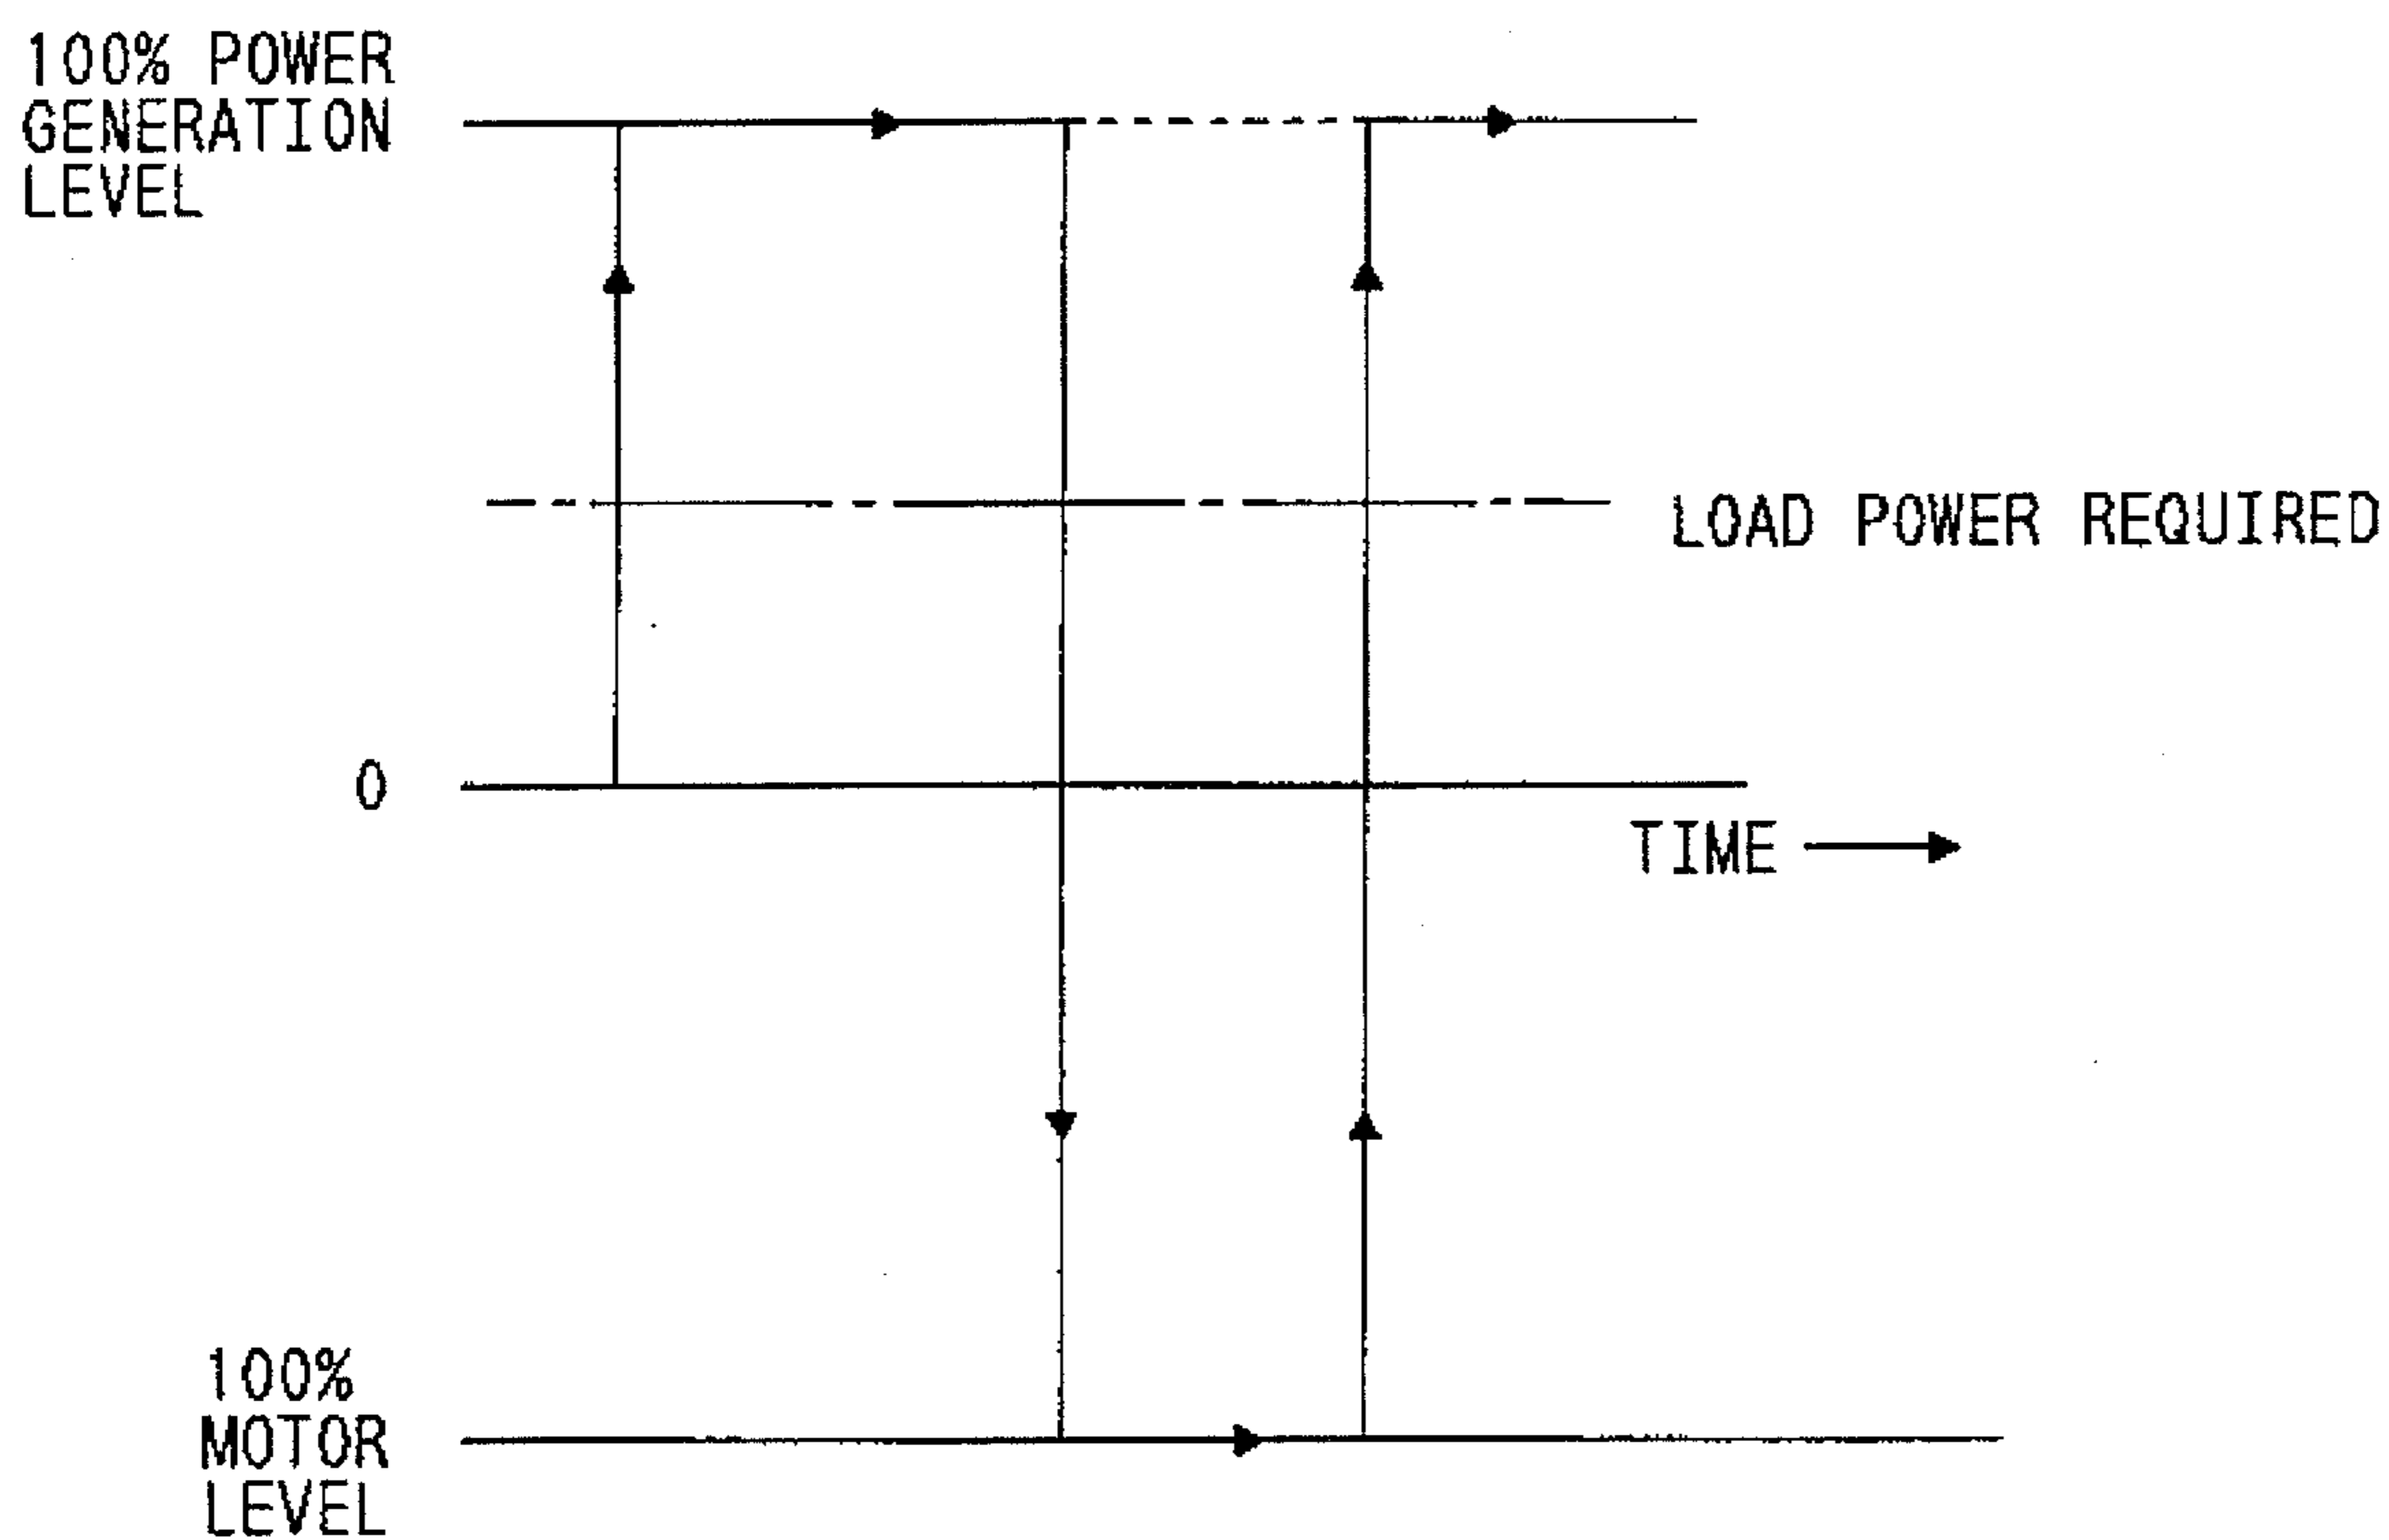 100% POWER
GENERATION
LEVEL
LOAD POWER REQUIRED
0
TIME
100%
MOTOR
LEVEL